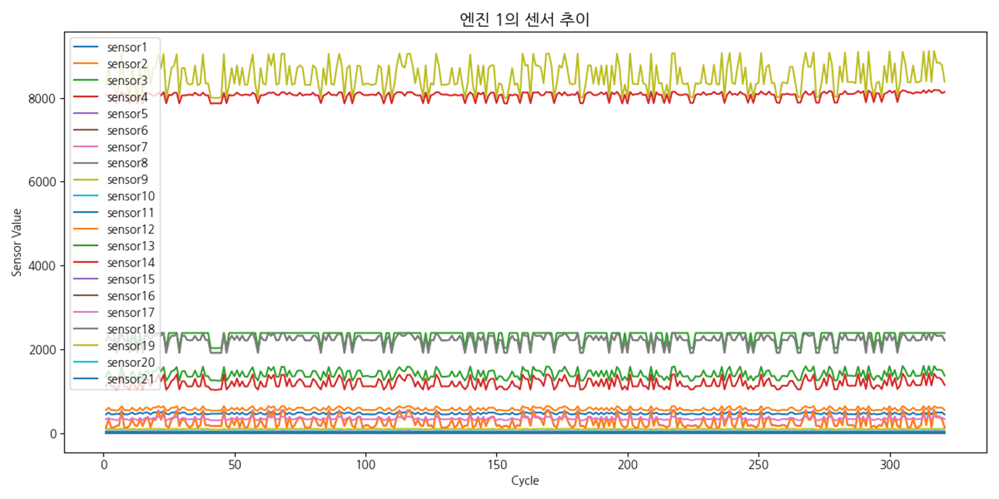 엔진 1의 센서 추이
sensor1
sensor2
sensor3
sensor4
sensor5
sensor6
sensor7
sensor8
sensor9
sensor10
sensor11
sensor12
sensor13
sensor14
sensor15
sensor16
sensor17
sensor18
sensor19
sensor20
sensor21
Sensor Value
8000
6000
4000
2000
0
0 50 100 150 200 250 300
Cycle